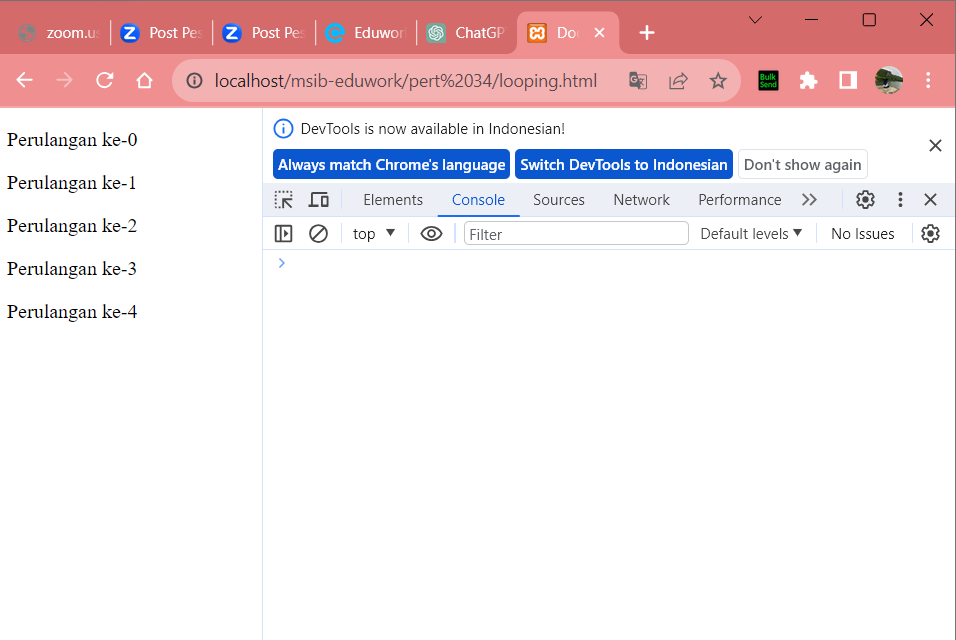 zoom.us
Post Pes
Post Pes
Eduwor
ChatGP
Do
localhost/msib-eduwork/pert%2034/looping.html
Bulk
Send
Perulangan ke-0
Perulangan ke-1
Perulangan ke-2
Perulangan ke-3
Perulangan ke-4
DevTools is now available in Indonesian!
Always match Chrome's language Switch DevTools to Indonesian Don't show again
Elements Console Sources Network Performance
top Filter Default levels No Issues